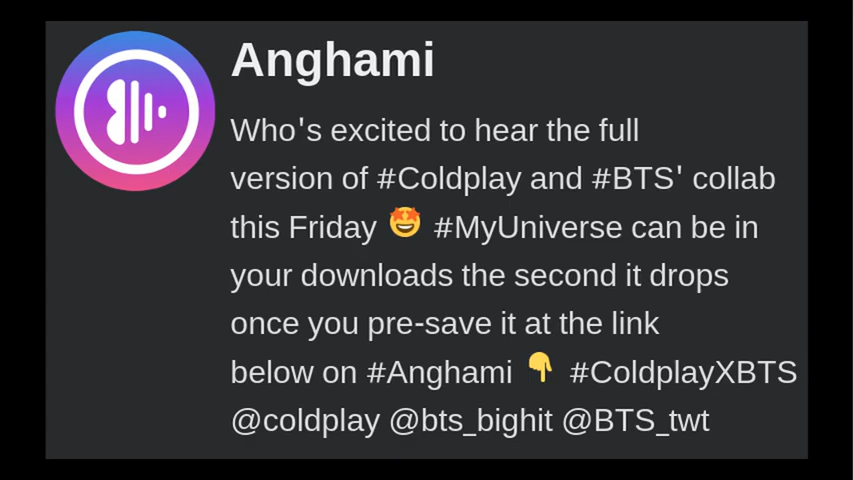 Anghami
Who's excited to hear the full
version of #Coldplay and #BTS' collab
this Friday 🤩 #MyUniverse can be in
your downloads the second it drops
once you pre-save it at the link
below on #Anghami 👇 #ColdplayXBTS
@coldplay @bts_bighit @BTS_twt